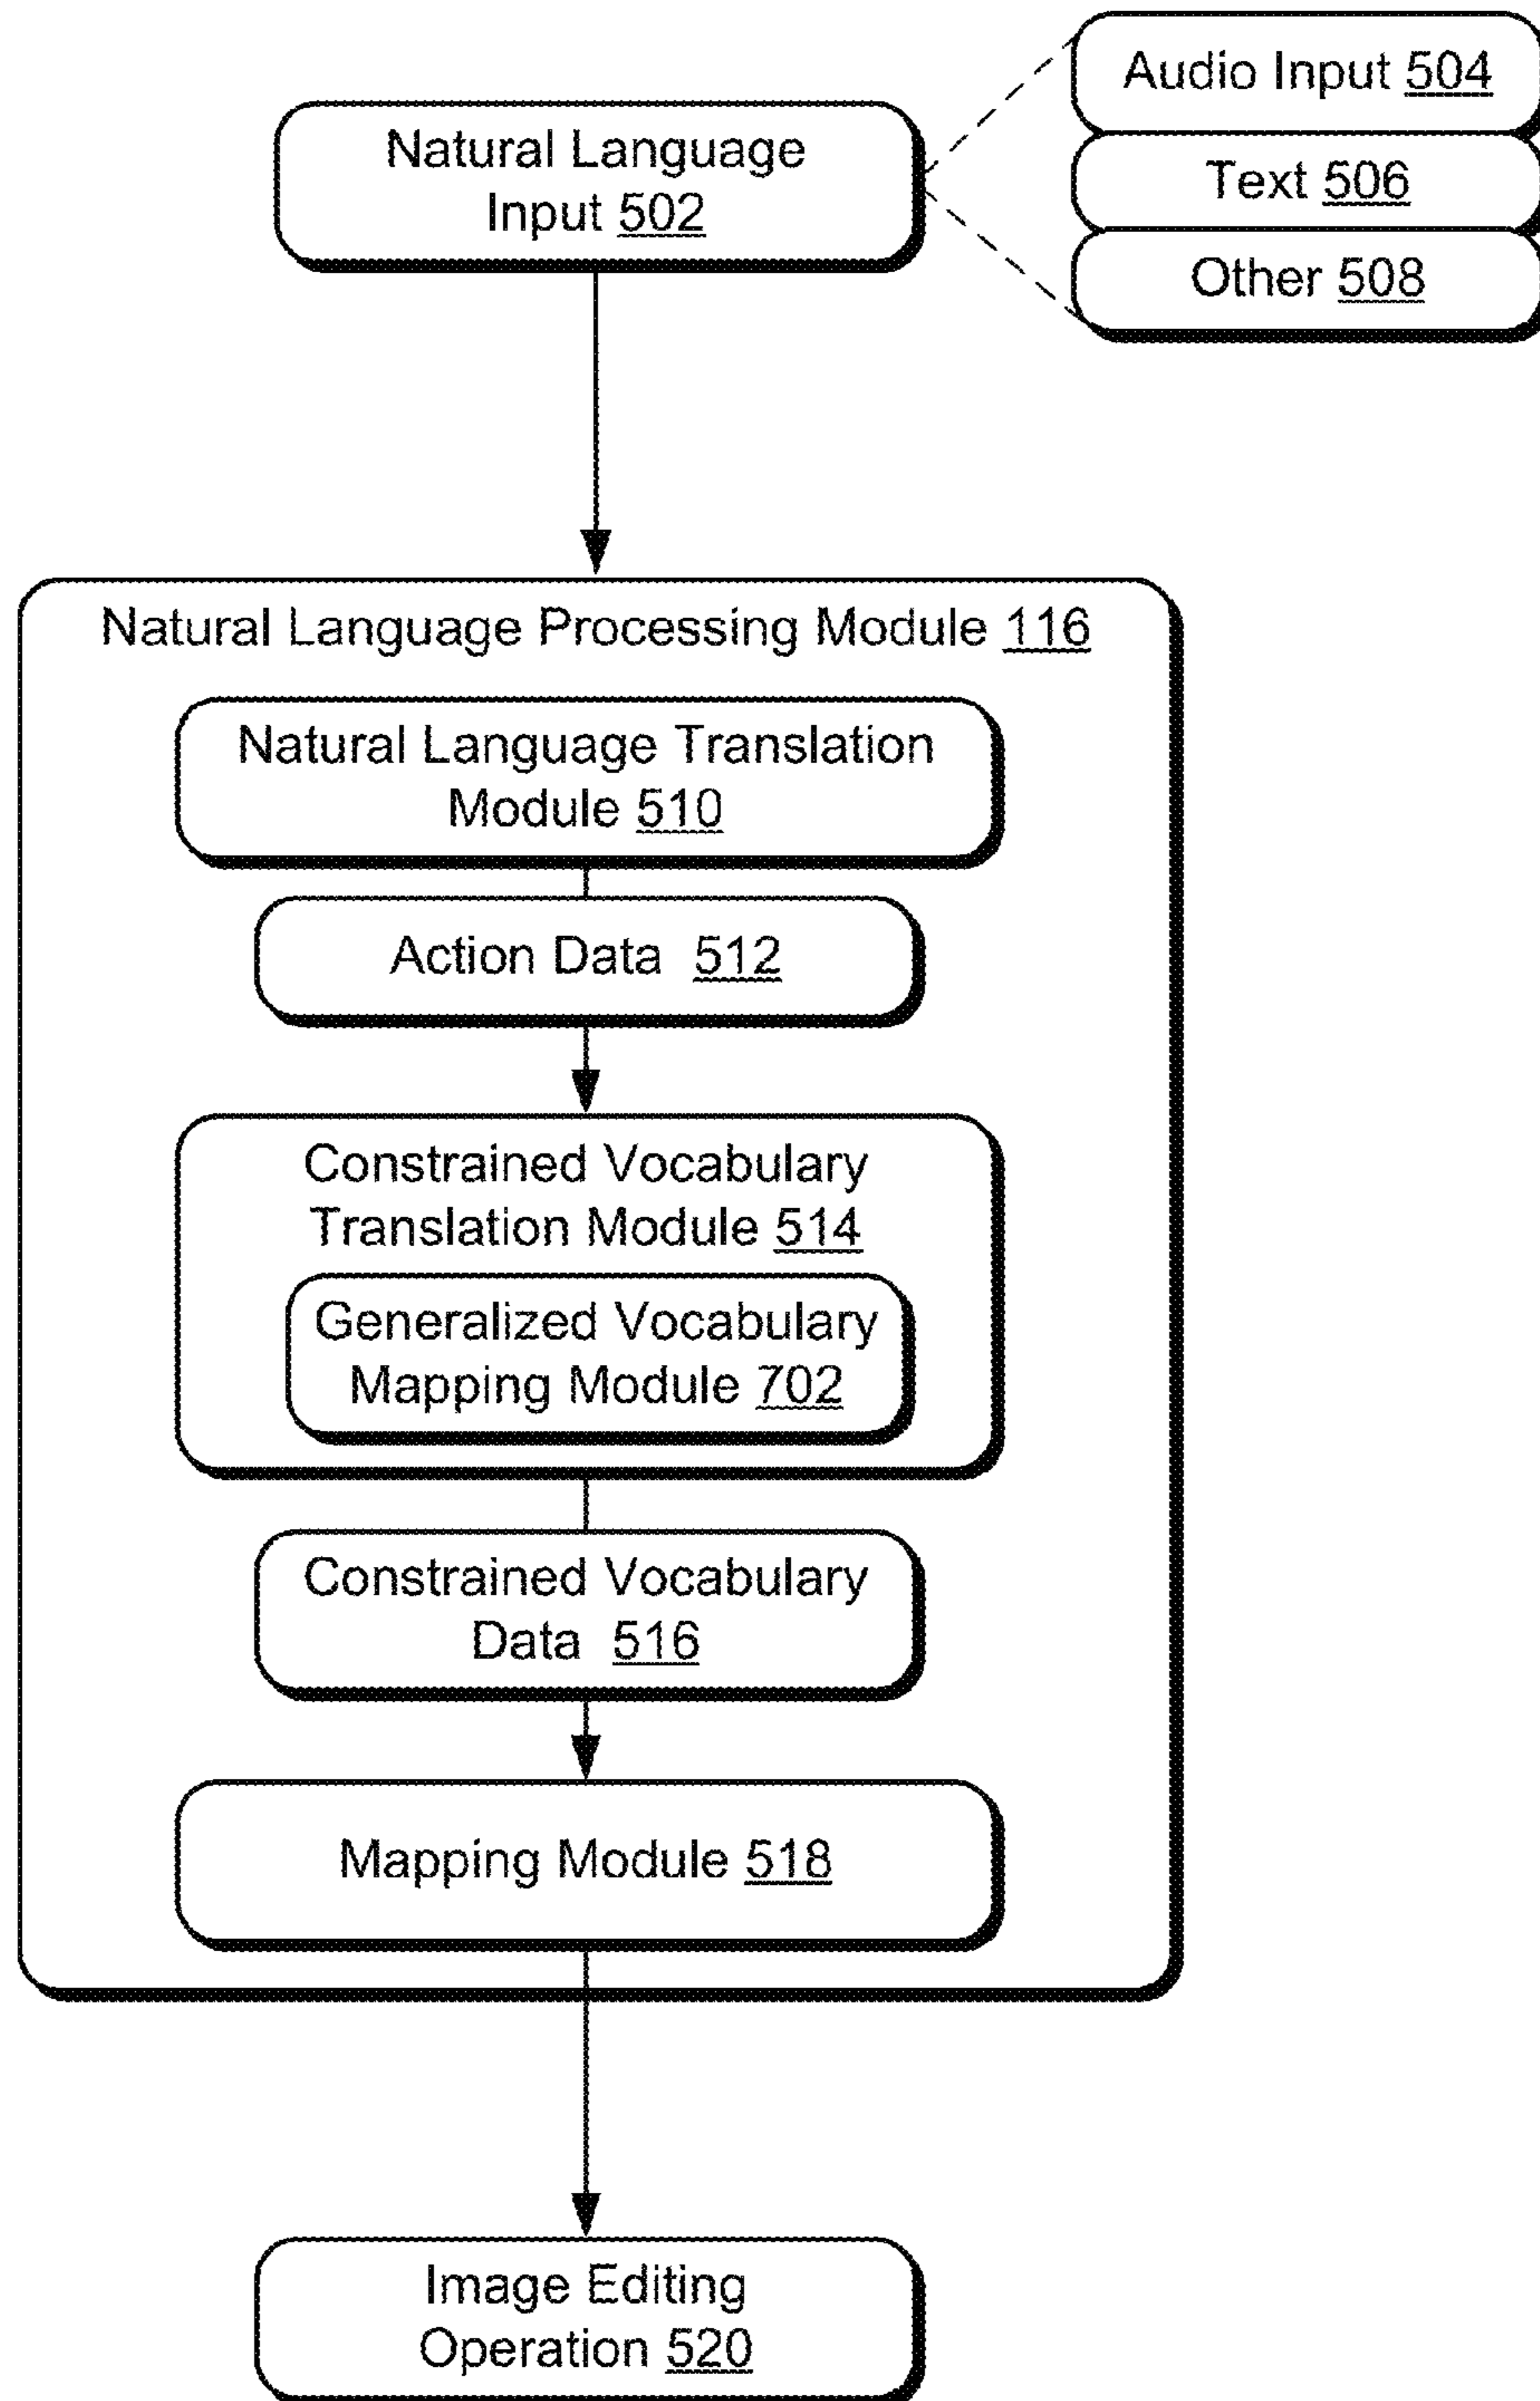 Audio Input 504
Natural Language
Input 502
Text 506
Other 508
Natural Language Processing Module 116
Natural Language Translation
Module 510
Action Data 512
Constrained Vocabulary
Translation Module 514
Generalized Vocabulary
Mapping Module 702
Constrained Vocabulary
Data 516
Mapping Module 518
Image Editing
Operation 520